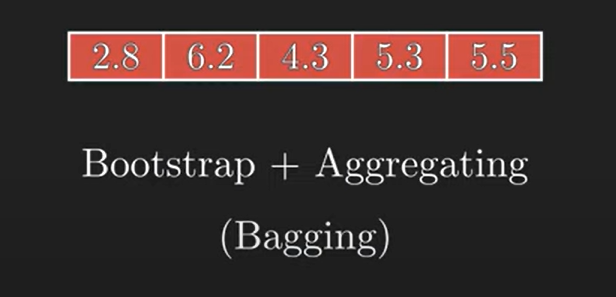 2.8 6.2 4.3 5.3 5.5
Bootstrap + Aggregating
(Bagging)